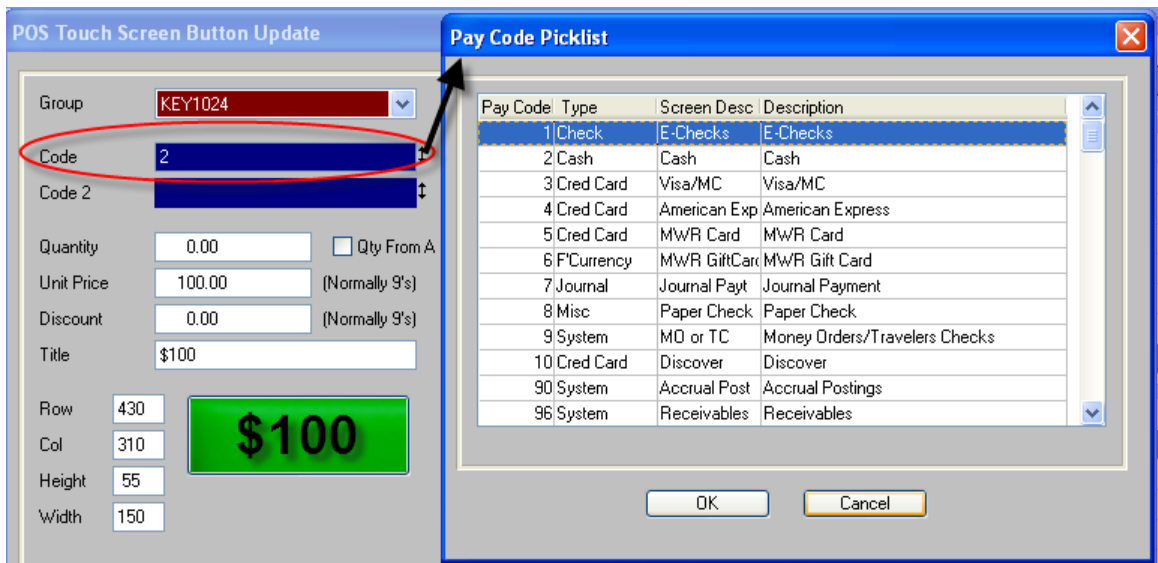 POS Touch Screen Button Update
Group KEY1024
Code 2
Code 2
Quantity 0.00 Qty From A
Unit Price 100.00 (Normally 9's)
Discount 0.00 (Normally 9's)
Title $100
Row 430
Col 310
Height 55
Width 150
$100
Pay Code Picklist
Pay Code Type Screen Desc Description
1 Check E-Checks E-Checks
2 Cash Cash Cash
3 Cred Card Visa/MC Visa/MC
4 Cred Card American Exp American Express
5 Cred Card MWR Card MWR Card
6 F'Currency MWR GiftCar MWR Gift Card
7 Journal Journal Payt Journal Payment
8 Misc Paper Check Paper Check
9 System MO or TC Money Orders/Travelers Checks
10 Cred Card Discover Discover
90 System Accrual Post Accrual Postings
96 System Receivables Receivables
OK Cancel